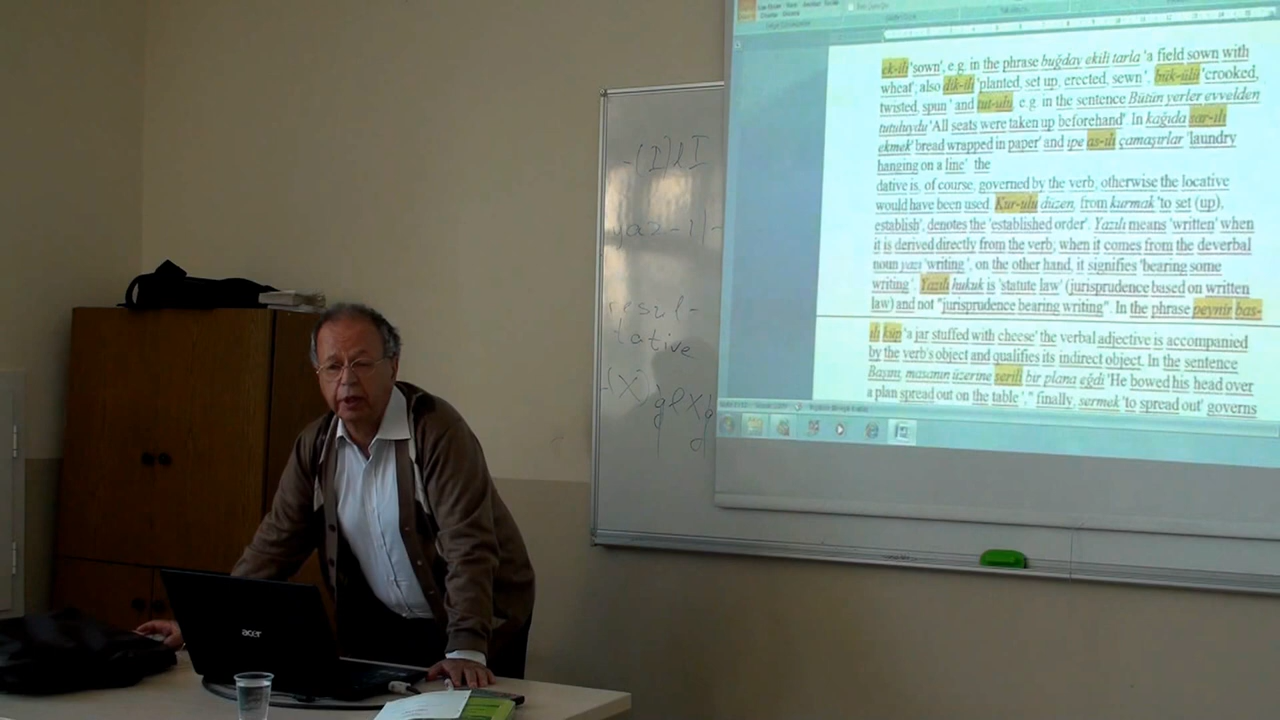 -(I)lI
yaz-ıl-
resul-
tative
-(X)glXg
ek-ili 'sown', e.g. in the phrase buğday ekili tarla 'a field sown with
wheat', also dik-ili 'planted, set up, erected, sewn', bük-ülü 'crooked,
twisted, spun' and tut-ulu, e.g. in the sentence Bütün yerler evvelden
tutuluydu 'All seats were taken up beforehand'. In kağıda sar-ılı
ekmek 'bread wrapped in paper' and ipe as-ılı çamaşırlar 'laundry
hanging on a line' the
dative is, of course, governed by the verb, otherwise the locative
would have been used. Kur-ulu düzen, from kurmak 'to set (up),
establish', denotes the 'established order'. Yazılı means 'written' when
it is derived directly from the verb; when it comes from the deverbal
noun yazı 'writing', on the other hand, it signifies 'bearing some
writing'. Yazılı hukuk is 'statute law' (jurisprudence based on written
law) and not "jurisprudence bearing writing". In the phrase peynir bas-
ılı küp 'a jar stuffed with cheese' the verbal adjective is accompanied
by the verb's object and qualifies its indirect object. In the sentence
Başını, masanın üzerine serili bir plana eğdi 'He bowed his head over
a plan spread out on the table'," finally, sermek 'to spread out' governs
acer